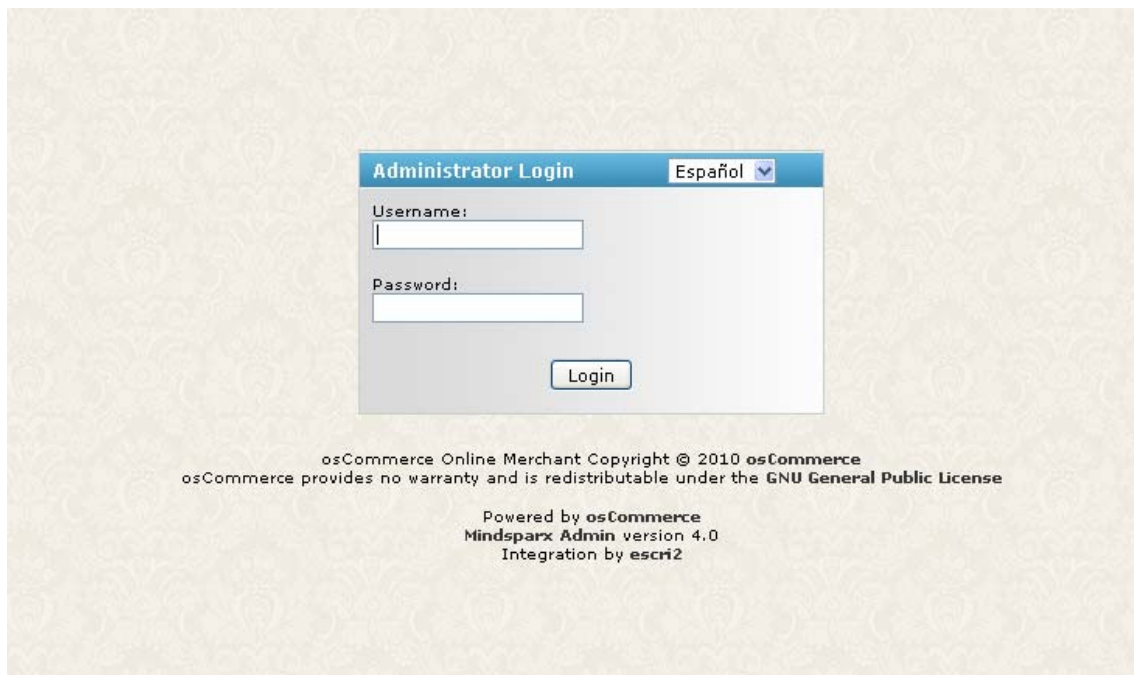 Administrator Login
Español
Username:
Password:
Login
osCommerce Online Merchant Copyright © 2010 osCommerce
osCommerce provides no warranty and is redistributable under the GNU General Public License
Powered by osCommerce
Mindsparx Admin version 4.0
Integration by escri2